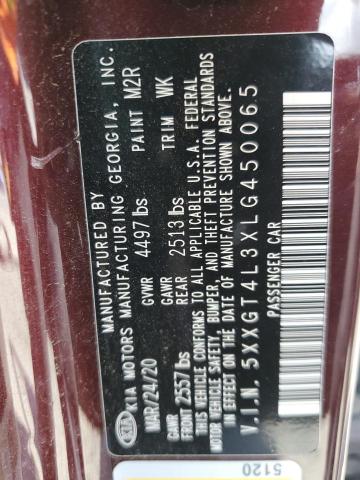 MANUFACTURED BY
KIA KIA MOTORS MANUFACTURING GEORGIA, INC.
MAR/24/20 GVWR 4497 lbs PAINT M2R
GAWR FRONT 2557 lbs GAWR REAR 2513 lbs TRIM WK
THIS VEHICLE CONFORMS TO ALL APPLICABLE U.S.A. FEDERAL
MOTOR VEHICLE SAFETY, BUMPER, AND THEFT PREVENTION STANDARDS
IN EFFECT ON THE DATE OF MANUFACTURE SHOWN ABOVE.
V.I.N. 5XXGT4L3XLG450065
PASSENGER CAR
5120